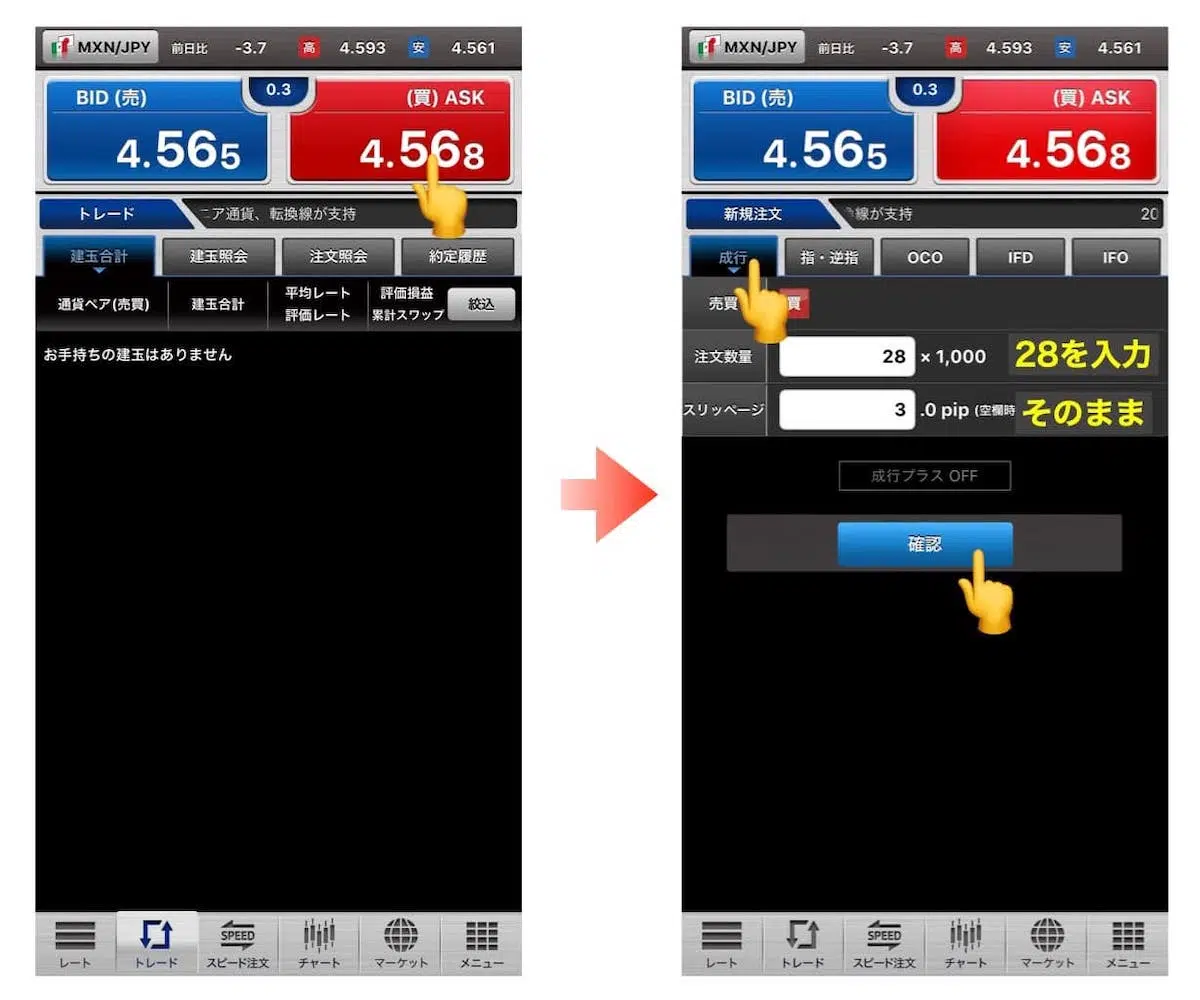 MXN/JPY 前日比 -3.7 高 4.593 安 4.561
BID (売) 0.3 (買) ASK
4.565 4.568
トレード ニア通貨、転換線が支持
建玉合計 建玉照会 注文照会 約定履歴
通貨ペア(売買) 建玉合計 平均レート 評価損益 絞込
評価レート 累計スワップ
お手持ちの建玉はありません
レート トレード SPEED スピード注文 チャート マーケット メニュー
MXN/JPY 前日比 -3.7 高 4.593 安 4.561
BID (売) 0.3 (買) ASK
4.565 4.568
新規注文 線が支持 20
成行 指・逆指 OCO IFD IFO
売買 買
注文数量 28 × 1,000 28を入力
スリッページ 3 .0 pip (空欄時 そのまま
成行プラス OFF
確認
レート トレード SPEED スピード注文 チャート マーケット メニュー